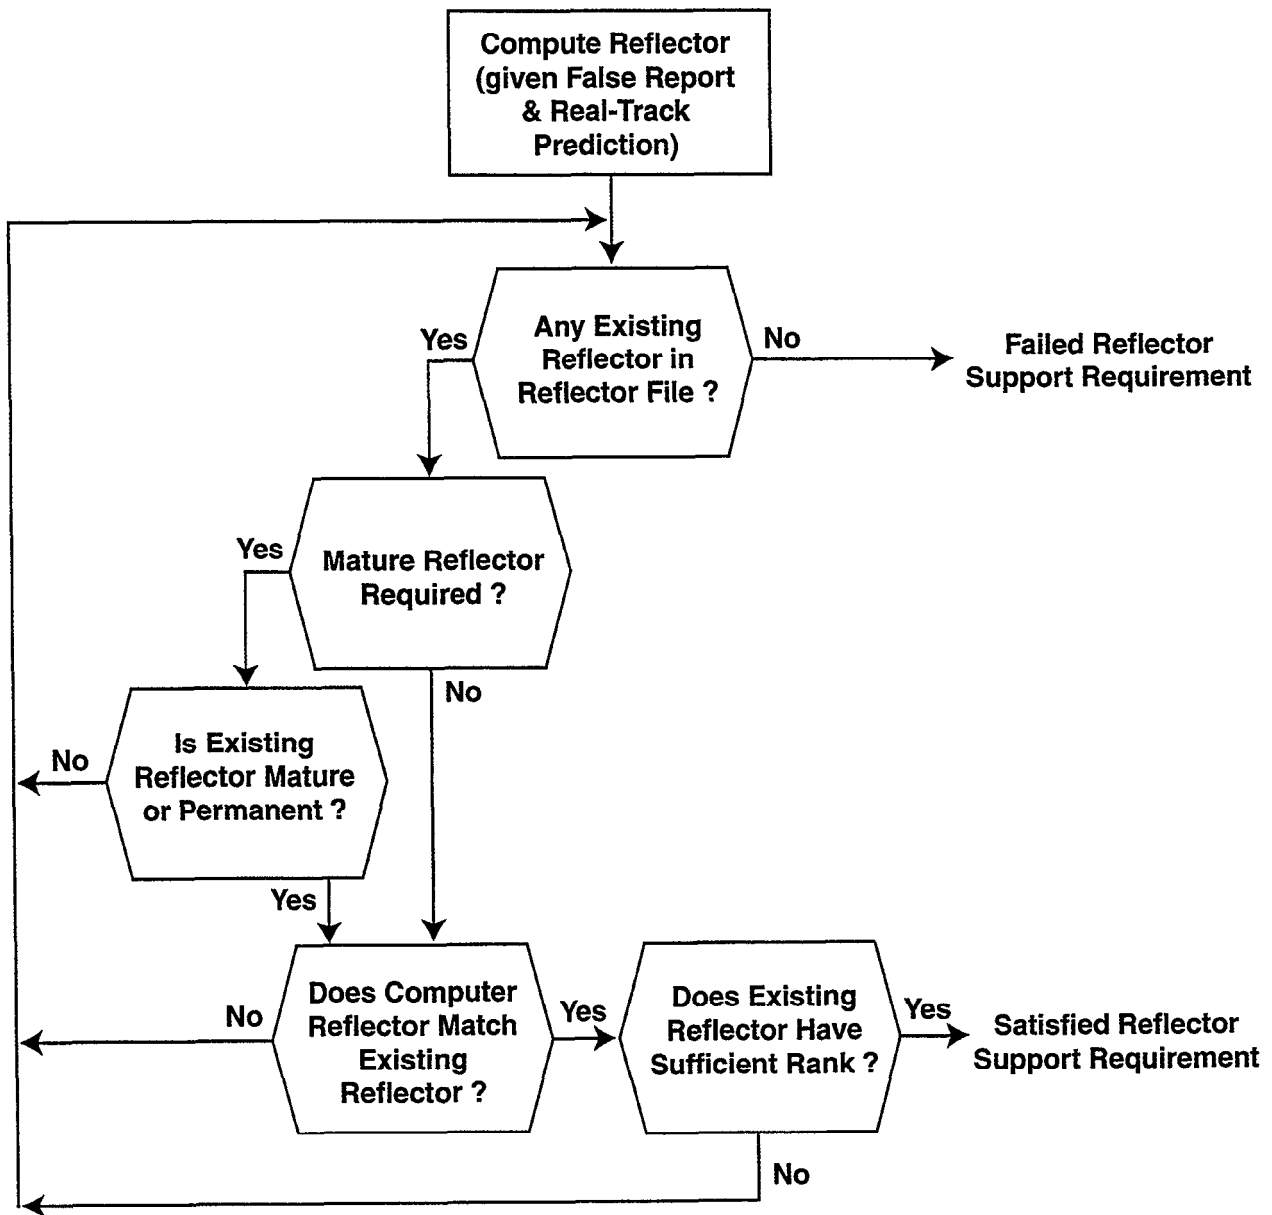 Compute Reflector
(given False Report
& Real-Track
Prediction)
Yes
Any Existing
Reflector in
Reflector File ?
No
Failed Reflector
Support Requirement
Yes
Mature Reflector
Required ?
No
No
Is Existing
Reflector Mature
or Permanent ?
Yes
No
Does Computer
Reflector Match
Existing
Reflector ?
Yes
Does Existing
Reflector Have
Sufficient Rank ?
Yes
Satisfied Reflector
Support Requirement
No